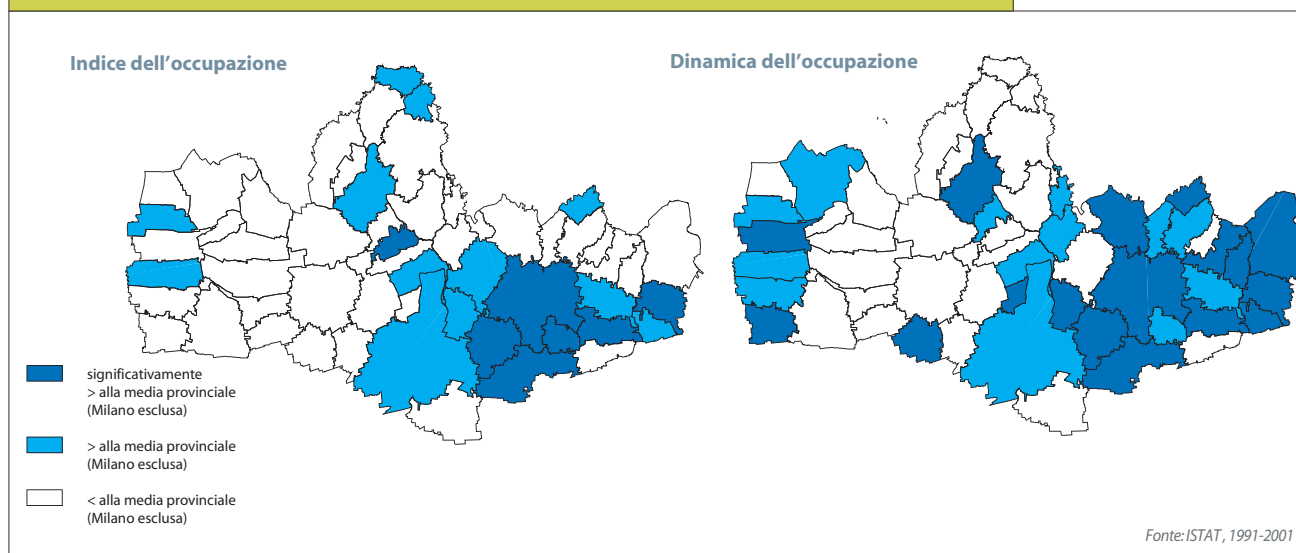 Indice dell'occupazione
Dinamica dell'occupazione
significativamente
> alla media provinciale
(Milano esclusa)
> alla media provinciale
(Milano esclusa)
< alla media provinciale
(Milano esclusa)
Fonte: ISTAT, 1991-2001